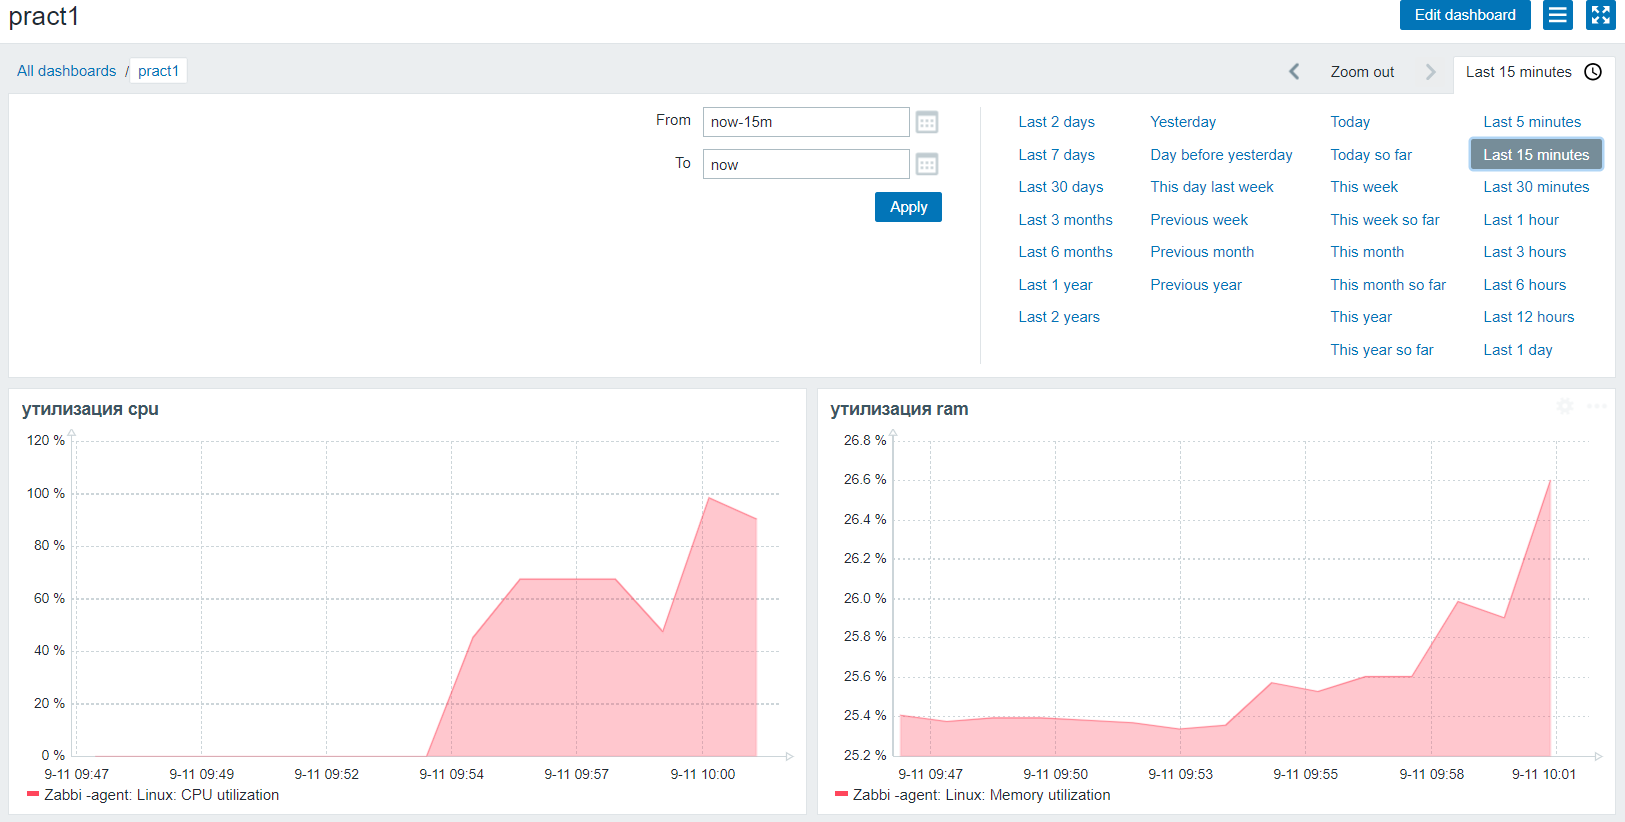 pract1
Edit dashboard
All dashboards / pract1
Zoom out
Last 15 minutes
From now-15m
To now
Apply
Last 2 days Yesterday Today Last 5 minutes
Last 7 days Day before yesterday Today so far Last 15 minutes
Last 30 days This day last week This week Last 30 minutes
Last 3 months Previous week This week so far Last 1 hour
Last 6 months Previous month This month Last 3 hours
Last 1 year Previous year This month so far Last 6 hours
Last 2 years This year Last 12 hours
This year so far Last 1 day
утилизация cpu
120 %
100 %
80 %
60 %
40 %
20 %
0 %
9-11 09:47 9-11 09:49 9-11 09:52 9-11 09:54 9-11 09:57 9-11 10:00
Zabbi -agent: Linux: CPU utilization
утилизация ram
26.8 %
26.6 %
26.4 %
26.2 %
26.0 %
25.8 %
25.6 %
25.4 %
25.2 %
9-11 09:47 9-11 09:50 9-11 09:53 9-11 09:55 9-11 09:58 9-11 10:01
Zabbi -agent: Linux: Memory utilization